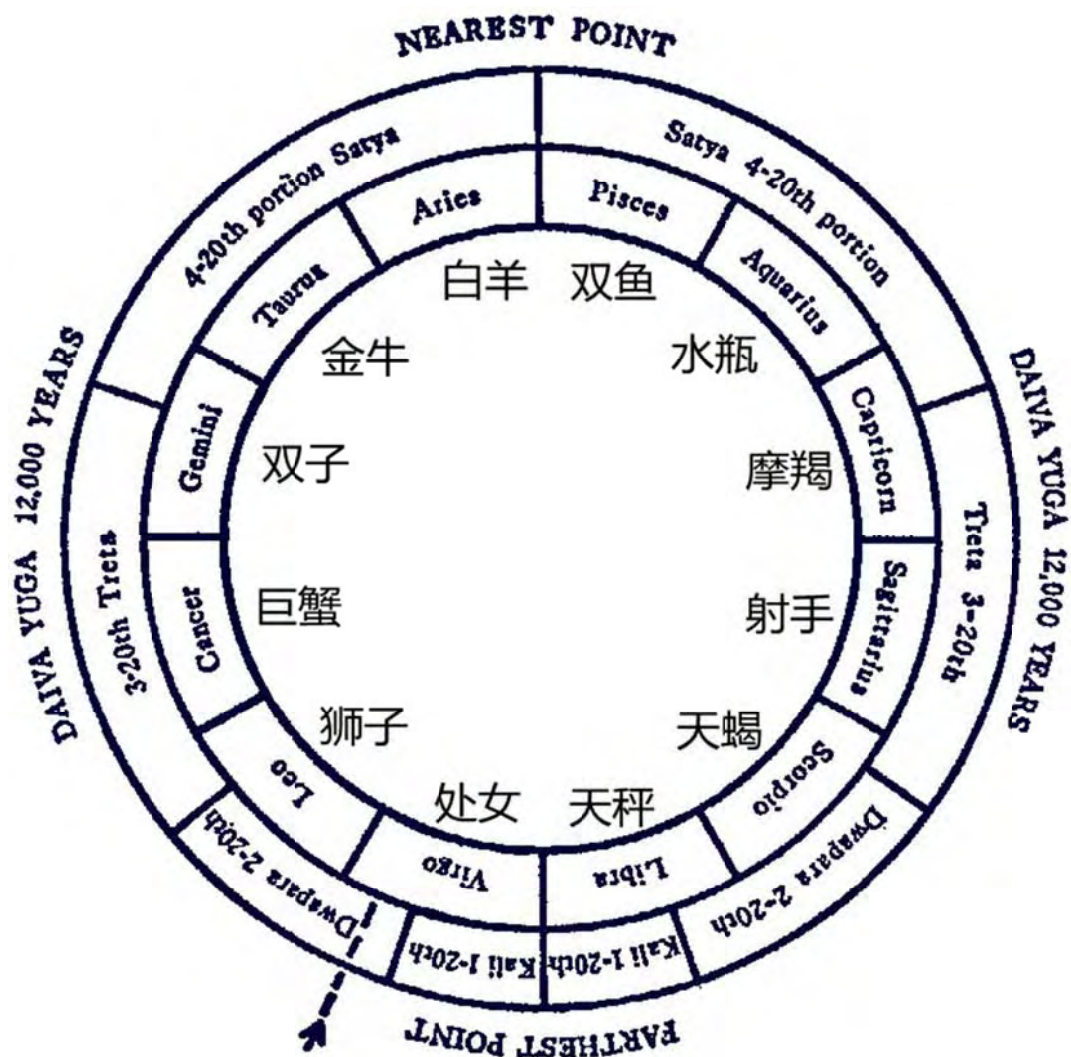 NEAREST POINT
4-20th portion Satya
Satya 4-20th portion
Aries
Pisces
Taurus
Aquarius
白羊
双鱼
金牛
水瓶
DAIVA YUGA 12,000 YEARS
DAIVA YUGA 12,000 YEARS
Gemini
Capricorn
双子
摩羯
3-20th Treta
Treta 3-20th
Cancer
Sagittarius
巨蟹
射手
狮子
天蝎
Leo
Scorpio
处女
天秤
Virgo
Libra
Dwapara 2-20th
Dwapara 2-20th
Kali 1-20th
Kali 1-20th
FARTHEST POINT